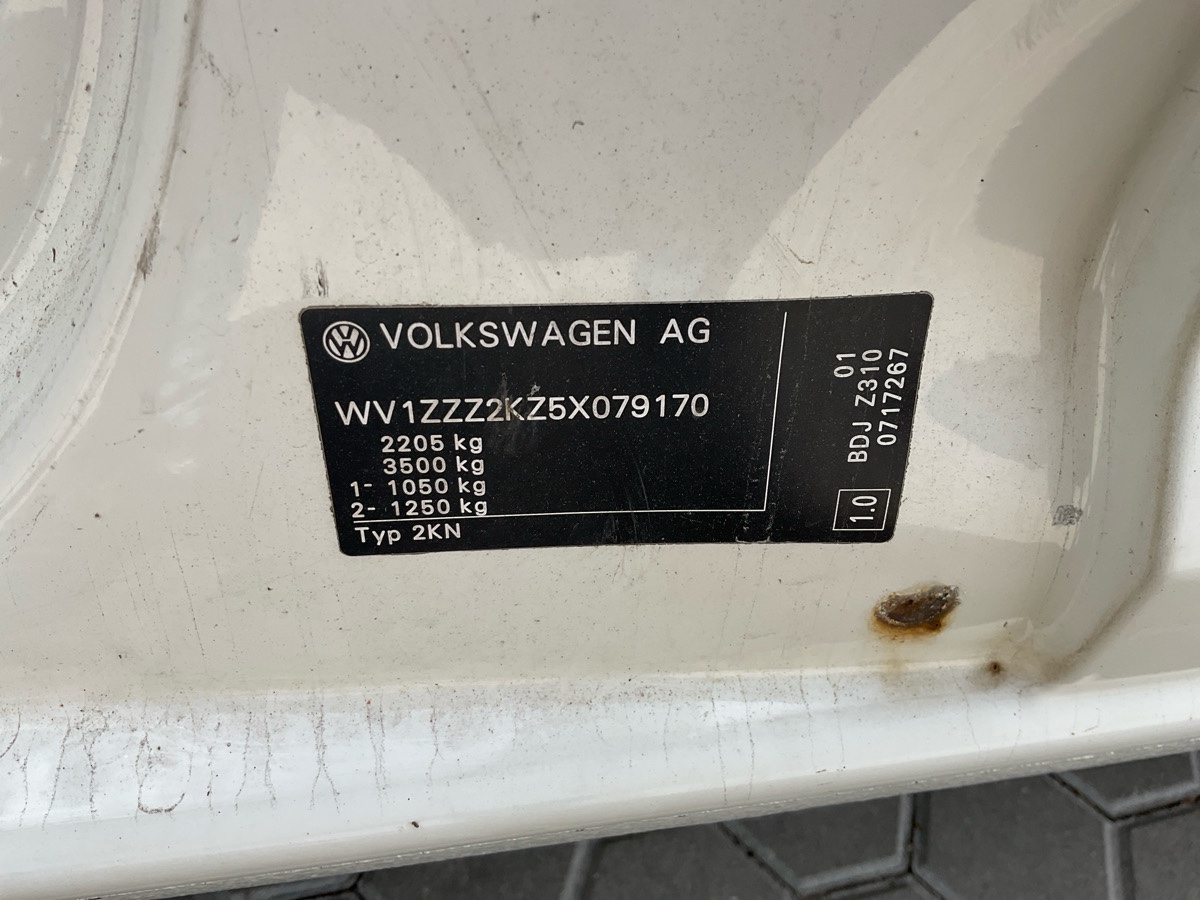 VOLKSWAGEN AG
WV1ZZZ2KZ5X079170
2205 kg
3500 kg
1- 1050 kg
2- 1250 kg
Typ 2KN
01
BDJ Z310
0717267
1.0